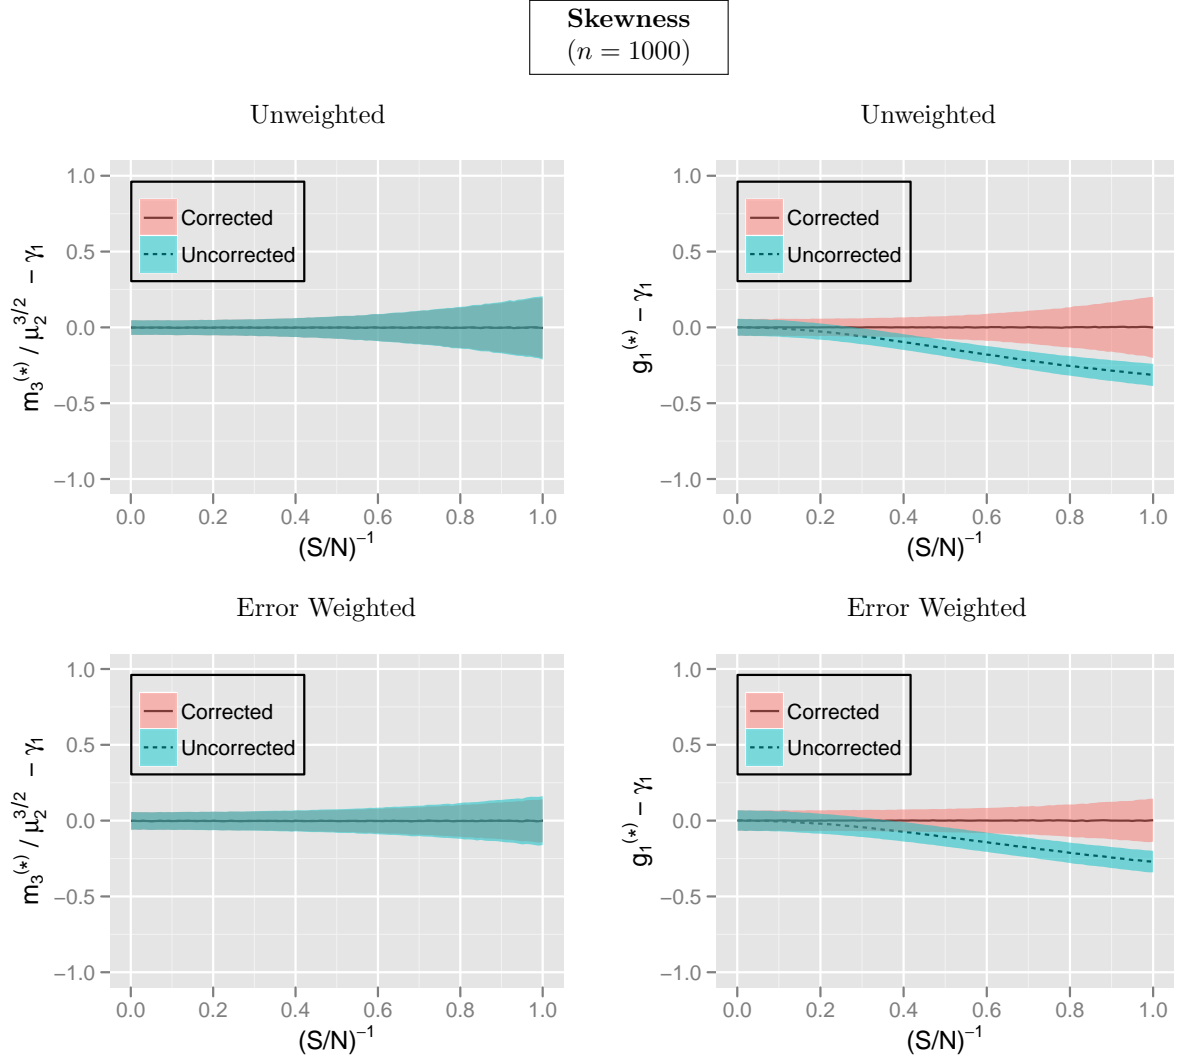 Skewness
(n = 1000)
Unweighted
1.0
0.5
0.0
−0.5
−1.0
m₃⁽*⁾ / μ₂^3/2 − γ₁
Corrected
Uncorrected
0.0 0.2 0.4 0.6 0.8 1.0
(S/N)⁻¹
Unweighted
1.0
0.5
0.0
−0.5
−1.0
g₁⁽*⁾ − γ₁
Corrected
Uncorrected
0.0 0.2 0.4 0.6 0.8 1.0
(S/N)⁻¹
Error Weighted
1.0
0.5
0.0
−0.5
−1.0
m₃⁽*⁾ / μ₂^3/2 − γ₁
Corrected
Uncorrected
0.0 0.2 0.4 0.6 0.8 1.0
(S/N)⁻¹
Error Weighted
1.0
0.5
0.0
−0.5
−1.0
g₁⁽*⁾ − γ₁
Corrected
Uncorrected
0.0 0.2 0.4 0.6 0.8 1.0
(S/N)⁻¹